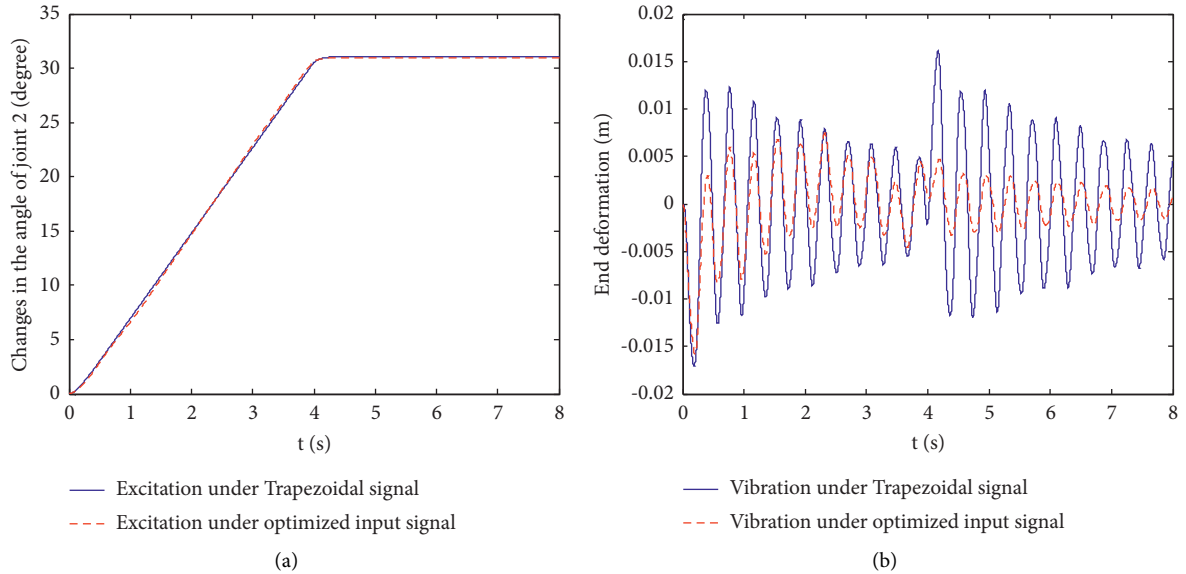 Changes in the angle of joint 2 (degree)
35
30
25
20
15
10
5
0
0 1 2 3 4 5 6 7 8
t (s)
Excitation under Trapezoidal signal
Excitation under optimized input signal
(a)
End deformation (m)
0.02
0.015
0.01
0.005
0
-0.005
-0.01
-0.015
-0.02
0 1 2 3 4 5 6 7 8
t (s)
Vibration under Trapezoidal signal
Vibration under optimized input signal
(b)